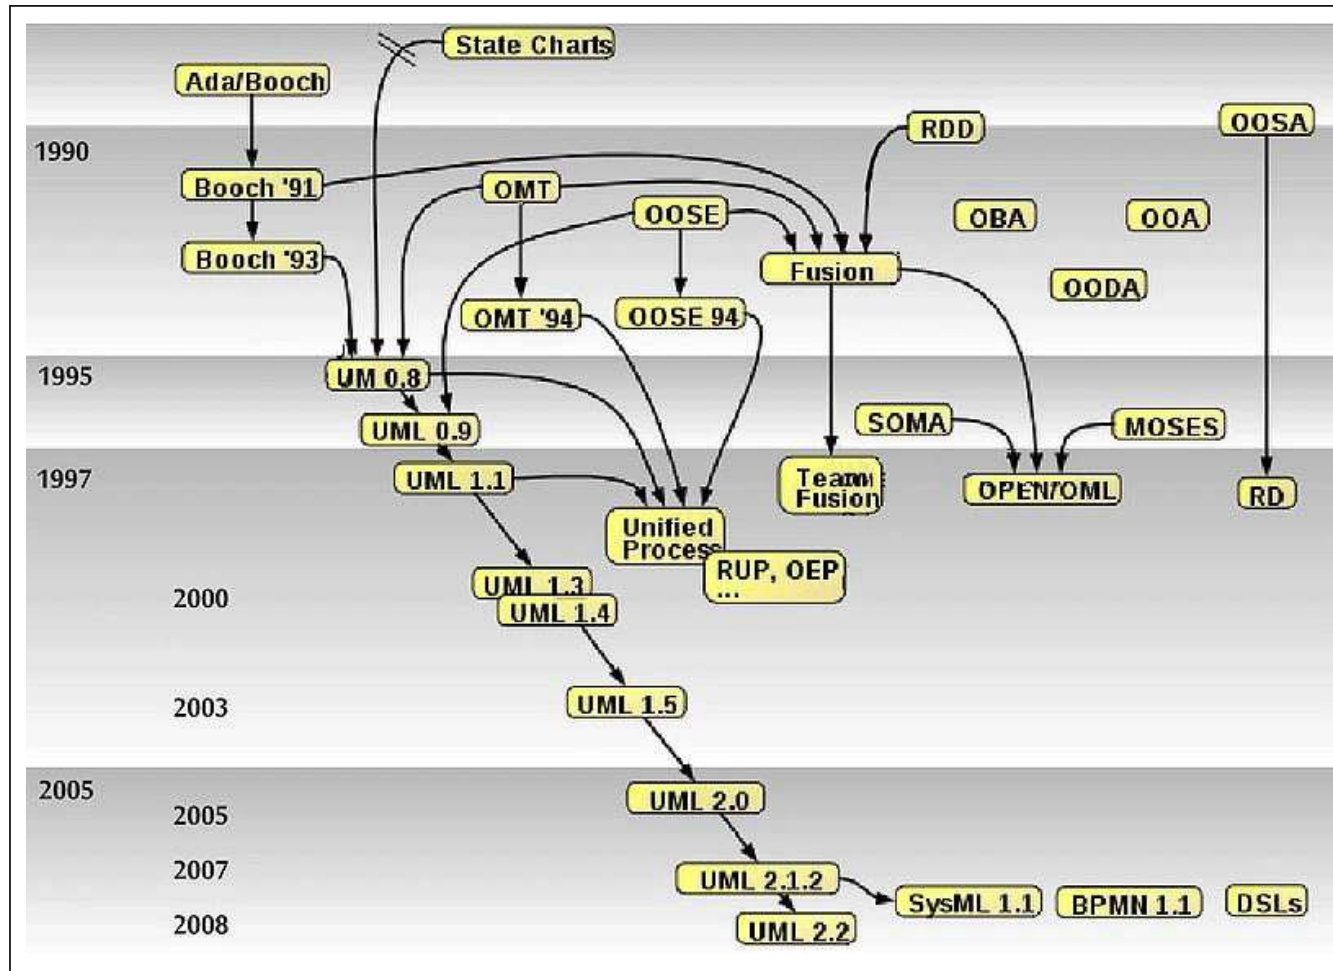 State Charts
Ada/Booch
RDD
OOSA
1990
Booch '91
OMT
OOSE
OBA
OOA
Booch '93
Fusion
OODA
OMT '94
OOSE 94
1995
UM 0.8
UML 0.9
SOMA
MOSES
1997
UML 1.1
Team
Fusion
OPEN/OML
RD
Unified
Process
RUP, OEP
...
2000
UML 1.3
UML 1.4
2003
UML 1.5
2005
UML 2.0
2005
2007
UML 2.1.2
SysML 1.1
BPMN 1.1
DSLs
2008
UML 2.2